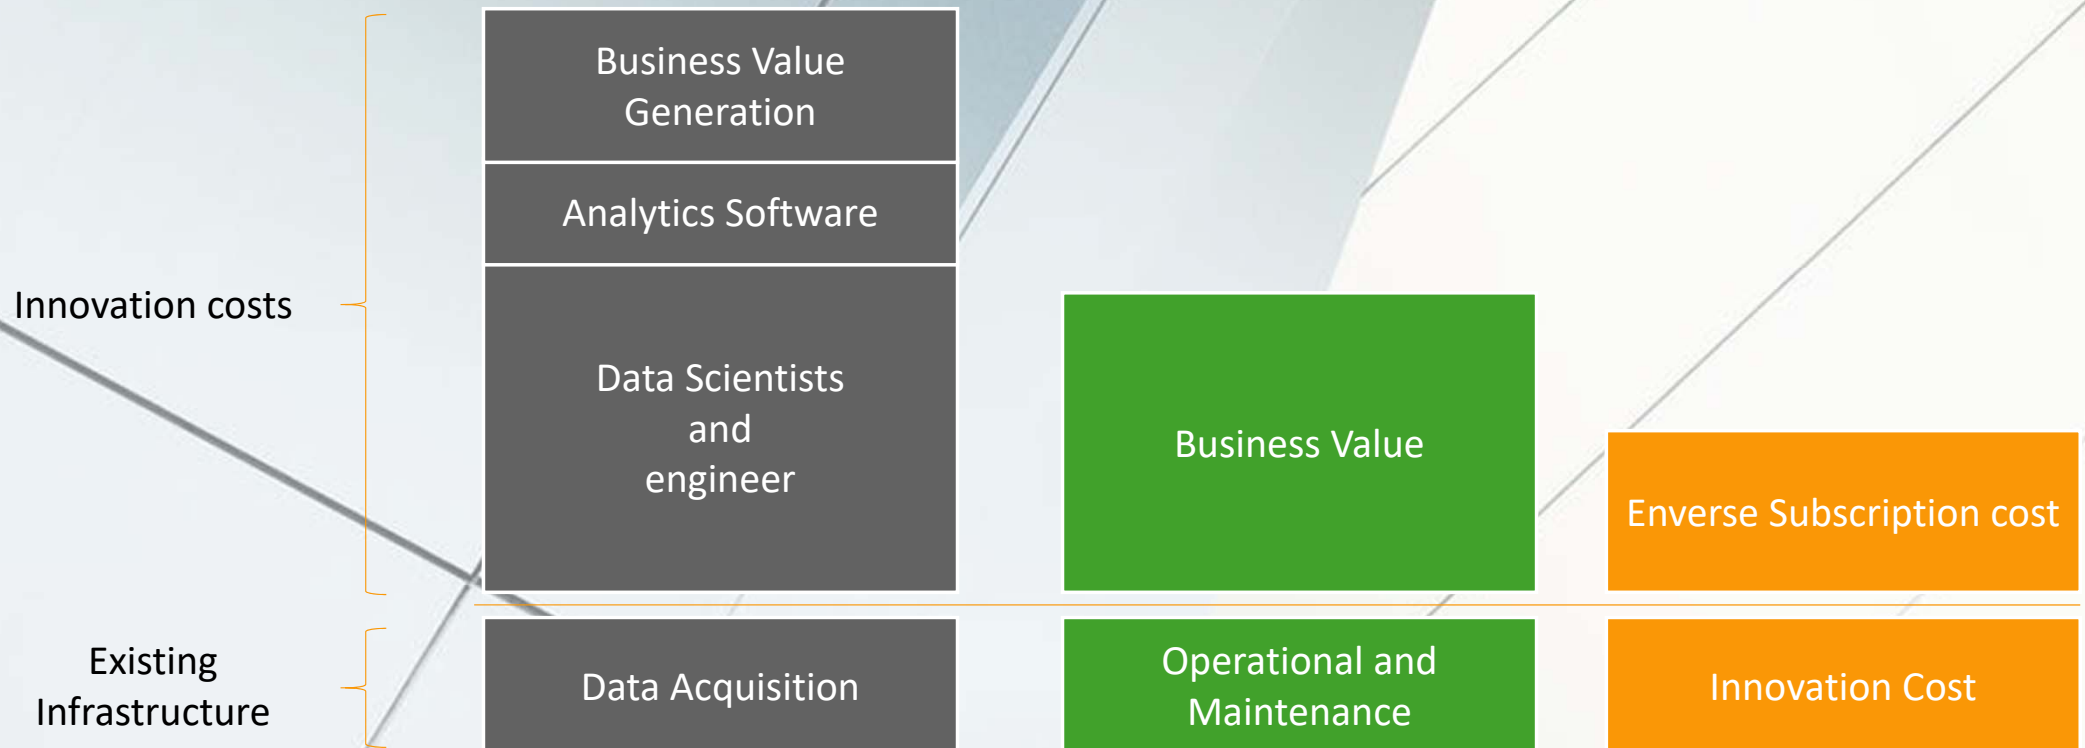 Business Value
Generation
Analytics Software
Innovation costs
Data Scientists
and
engineer
Business Value
Enverse Subscription cost
Existing
Infrastructure
Data Acquisition
Operational and
Maintenance
Innovation Cost